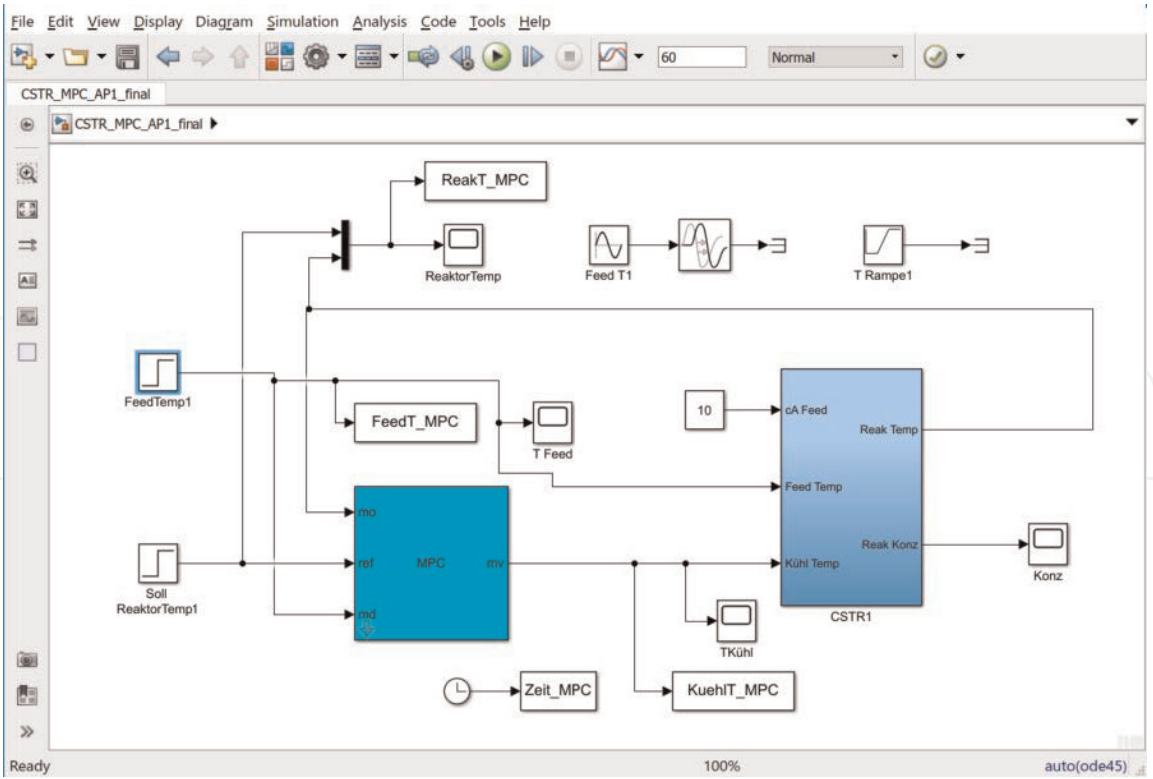 File Edit View Display Diagram Simulation Analysis Code Tools Help
60
Normal
CSTR_MPC_AP1_final
CSTR_MPC_AP1_final
ReakT_MPC
ReaktorTemp
Feed T1
T Rampe1
FeedTemp1
FeedT_MPC
T Feed
10
cA Feed
Reak Temp
Feed Temp
Reak Konz
Kühl Temp
CSTR1
Konz
mo
ref
MPC
mv
md
Soll
ReaktorTemp1
TKühl
Zeit_MPC
KuehlT_MPC
Ready
100%
auto(ode45)